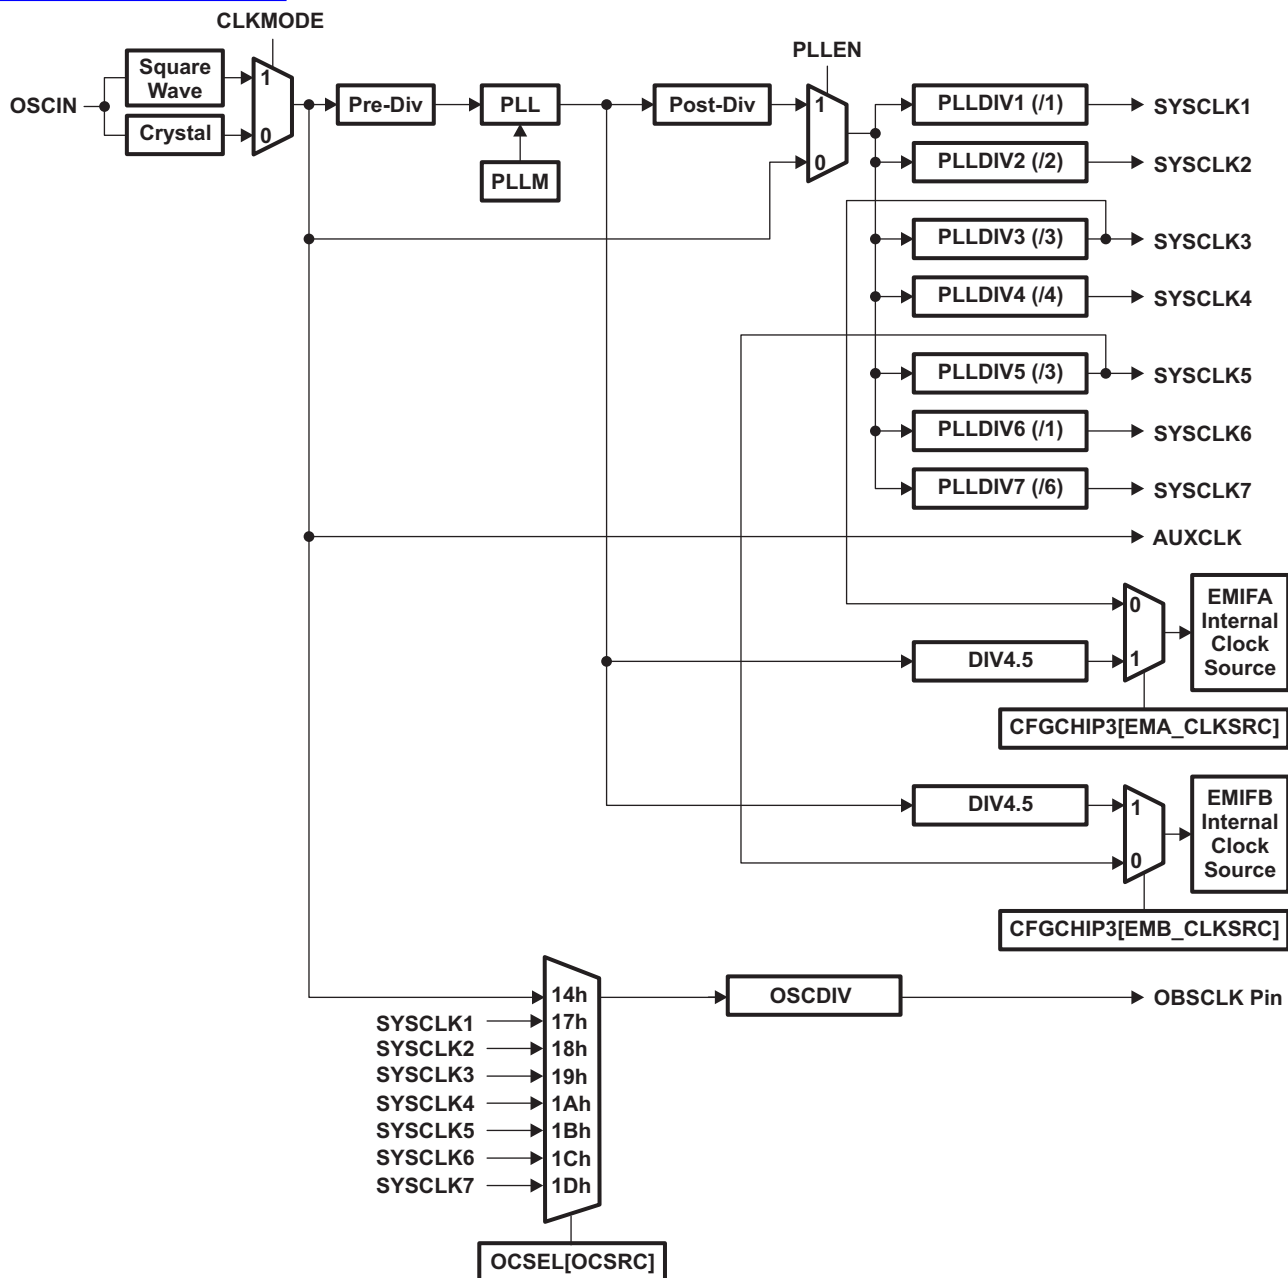 CLKMODE
OSCIN
Square
Wave
Crystal
1
0
Pre-Div
PLL
PLLM
Post-Div
PLLEN
1
0
PLLDIV1 (/1)
SYSCLK1
PLLDIV2 (/2)
SYSCLK2
PLLDIV3 (/3)
SYSCLK3
PLLDIV4 (/4)
SYSCLK4
PLLDIV5 (/3)
SYSCLK5
PLLDIV6 (/1)
SYSCLK6
PLLDIV7 (/6)
SYSCLK7
AUXCLK
DIV4.5
0
1
EMIFA
Internal
Clock
Source
CFGCHIP3[EMA_CLKSRC]
DIV4.5
1
0
EMIFB
Internal
Clock
Source
CFGCHIP3[EMB_CLKSRC]
14h
SYSCLK1 17h
SYSCLK2 18h
SYSCLK3 19h
SYSCLK4 1Ah
SYSCLK5 1Bh
SYSCLK6 1Ch
SYSCLK7 1Dh
OSCDIV
OBSCLK Pin
OCSEL[OCSRC]